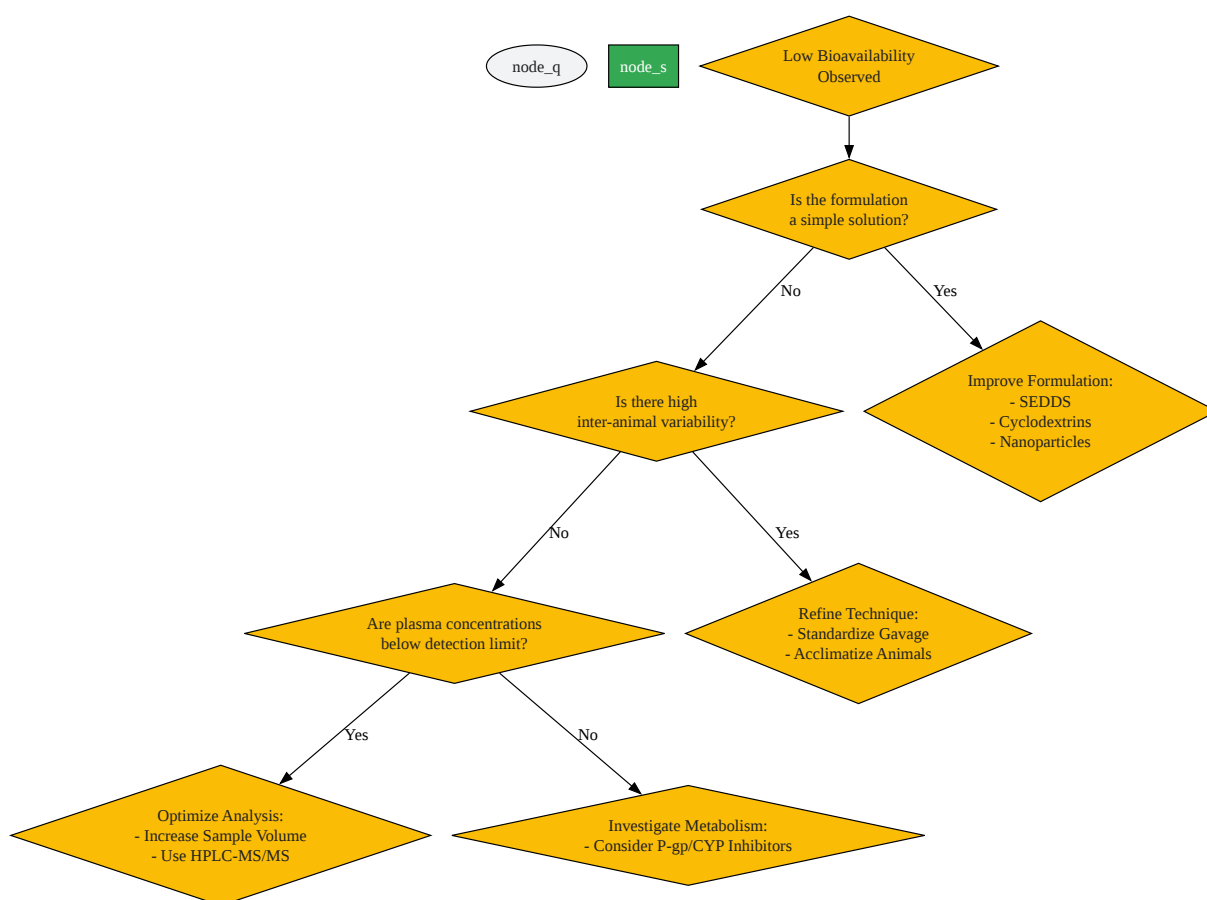 node_q
node_s
Low Bioavailability
Observed
Is the formulation
a simple solution?
No
Yes
Improve Formulation:
- SEDDS
- Cyclodextrins
- Nanoparticles
Is there high
inter-animal variability?
No
Yes
Refine Technique:
- Standardize Gavage
- Acclimatize Animals
Are plasma concentrations
below detection limit?
Yes
No
Optimize Analysis:
- Increase Sample Volume
- Use HPLC-MS/MS
Investigate Metabolism:
- Consider P-gp/CYP Inhibitors